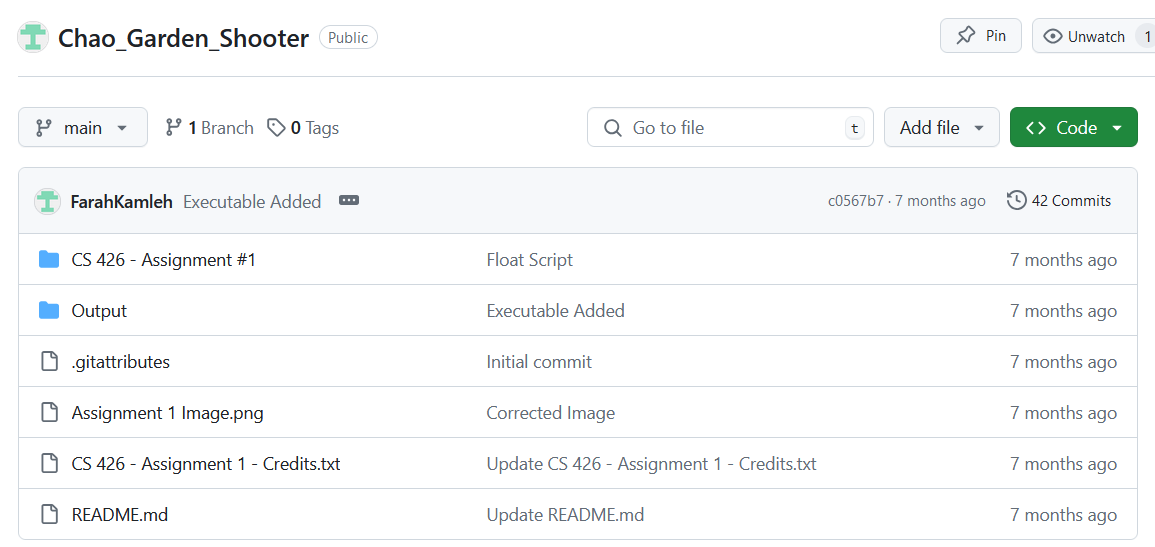 Chao_Garden_Shooter Public Pin Unwatch 1
main 1 Branch 0 Tags Go to file t Add file Code
FarahKamleh Executable Added c0567b7 · 7 months ago 42 Commits
CS 426 - Assignment #1 Float Script 7 months ago
Output Executable Added 7 months ago
.gitattributes Initial commit 7 months ago
Assignment 1 Image.png Corrected Image 7 months ago
CS 426 - Assignment 1 - Credits.txt Update CS 426 - Assignment 1 - Credits.txt 7 months ago
README.md Update README.md 7 months ago